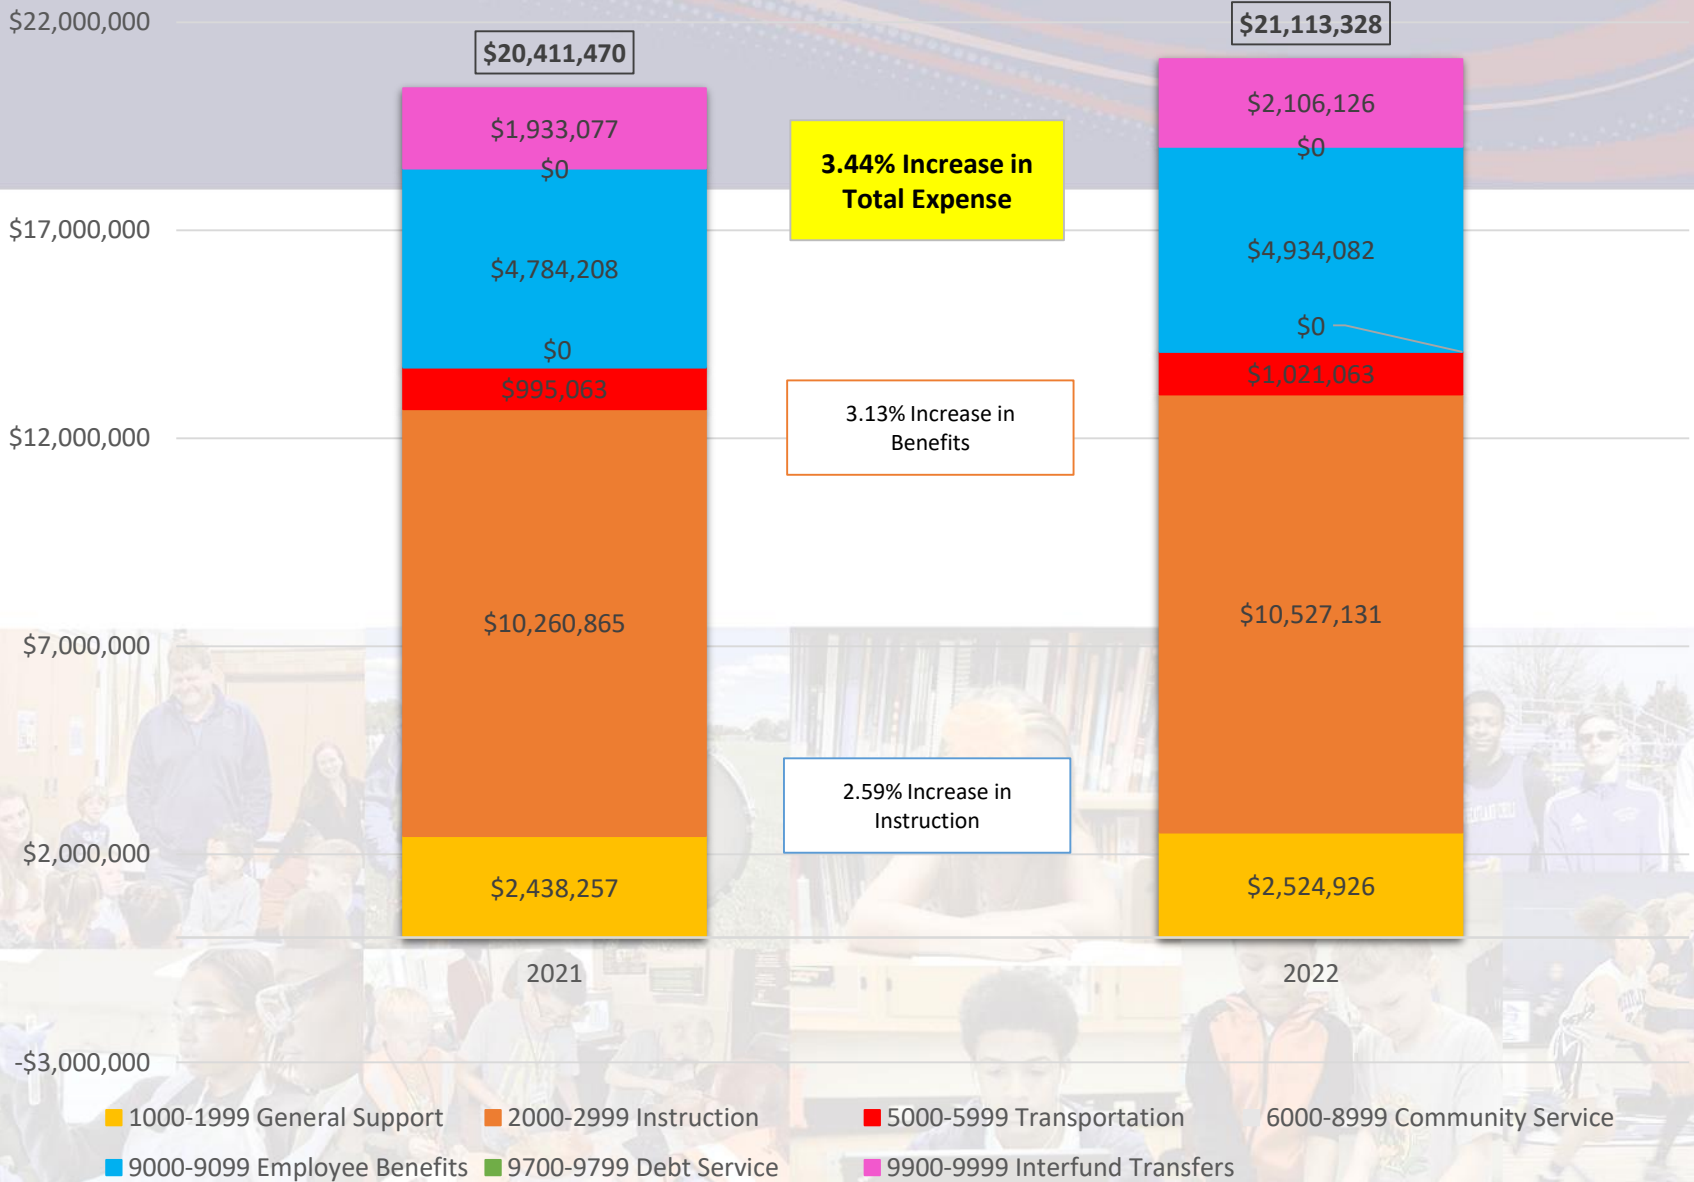 $22,000,000
$17,000,000
$12,000,000
$7,000,000
$2,000,000
-$3,000,000
$20,411,470
$1,933,077
$0
$4,784,208
$0
$995,063
$10,260,865
$2,438,257
2021
3.44% Increase in
Total Expense
3.13% Increase in
Benefits
2.59% Increase in
Instruction
$21,113,328
$2,106,126
$0
$4,934,082
$0
$1,021,063
$10,527,131
$2,524,926
2022
1000-1999 General Support
2000-2999 Instruction
5000-5999 Transportation
6000-8999 Community Service
9000-9099 Employee Benefits
9700-9799 Debt Service
9900-9999 Interfund Transfers